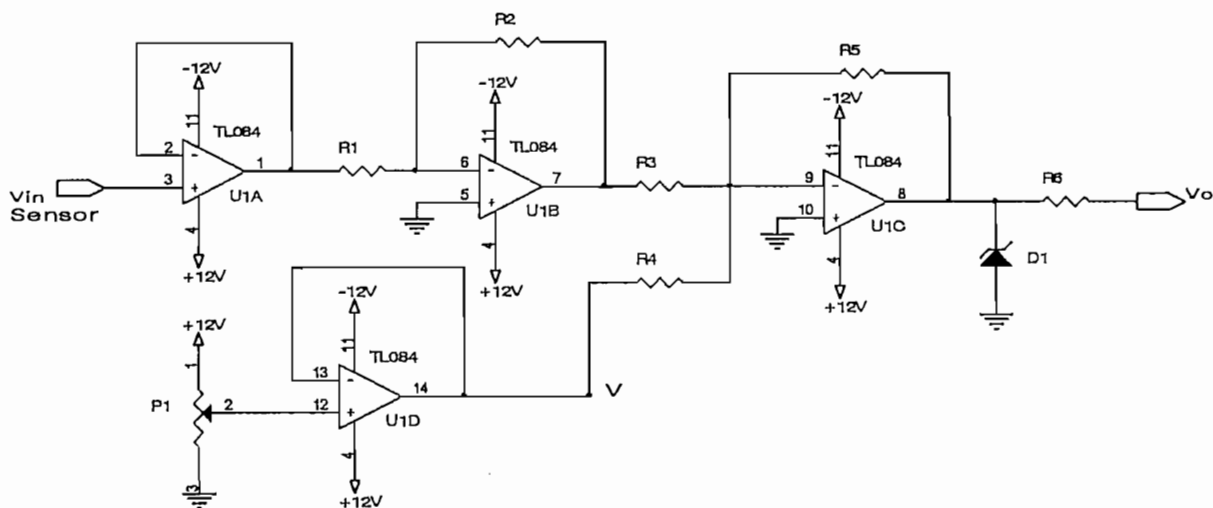 R2
R5
-12V
11
TL084
2
-
1
3
+
U1A
4
+12V
Vin
Sensor
R1
-12V
11
TL084
6
-
7
5
+
U1B
4
+12V
R3
-12V
11
TL084
9
-
8
10
+
U1C
4
+12V
R6
Vo
D1
R4
+12V
1
P1
2
3
-12V
11
TL084
13
-
14
12
+
U1D
4
+12V
V